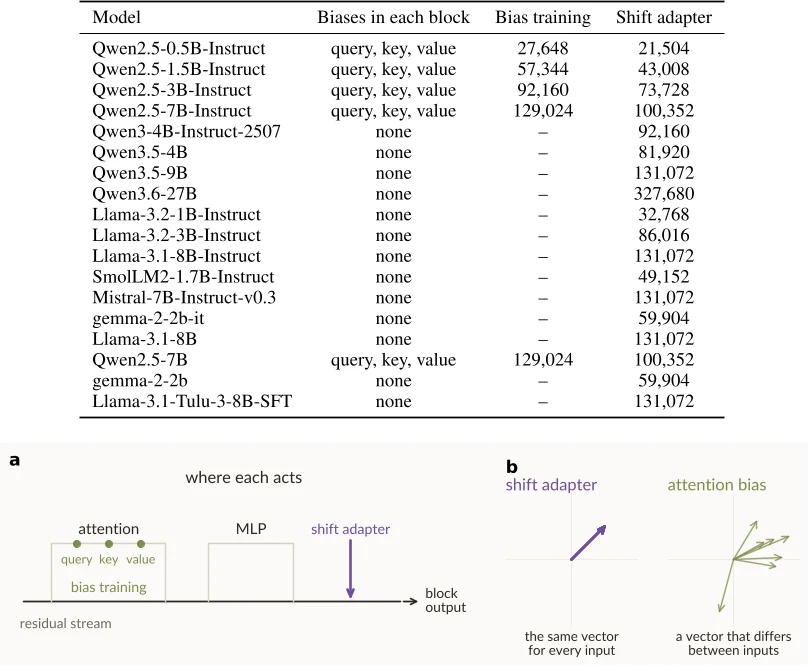 Model Biases in each block Bias training Shift adapter
Qwen2.5-0.5B-Instruct query, key, value 27,648 21,504
Qwen2.5-1.5B-Instruct query, key, value 57,344 43,008
Qwen2.5-3B-Instruct query, key, value 92,160 73,728
Qwen2.5-7B-Instruct query, key, value 129,024 100,352
Qwen3-4B-Instruct-2507 none – 92,160
Qwen3.5-4B none – 81,920
Qwen3.5-9B none – 131,072
Qwen3.6-27B none – 327,680
Llama-3.2-1B-Instruct none – 32,768
Llama-3.2-3B-Instruct none – 86,016
Llama-3.1-8B-Instruct none – 131,072
SmolLM2-1.7B-Instruct none – 49,152
Mistral-7B-Instruct-v0.3 none – 131,072
gemma-2-2b-it none – 59,904
Llama-3.1-8B none – 131,072
Qwen2.5-7B query, key, value 129,024 100,352
gemma-2-2b none – 59,904
Llama-3.1-Tulu-3-8B-SFT none – 131,072
a
where each acts
attention MLP shift adapter
query key value
bias training
block
output
residual stream
b
shift adapter
the same vector
for every input
attention bias
a vector that differs
between inputs